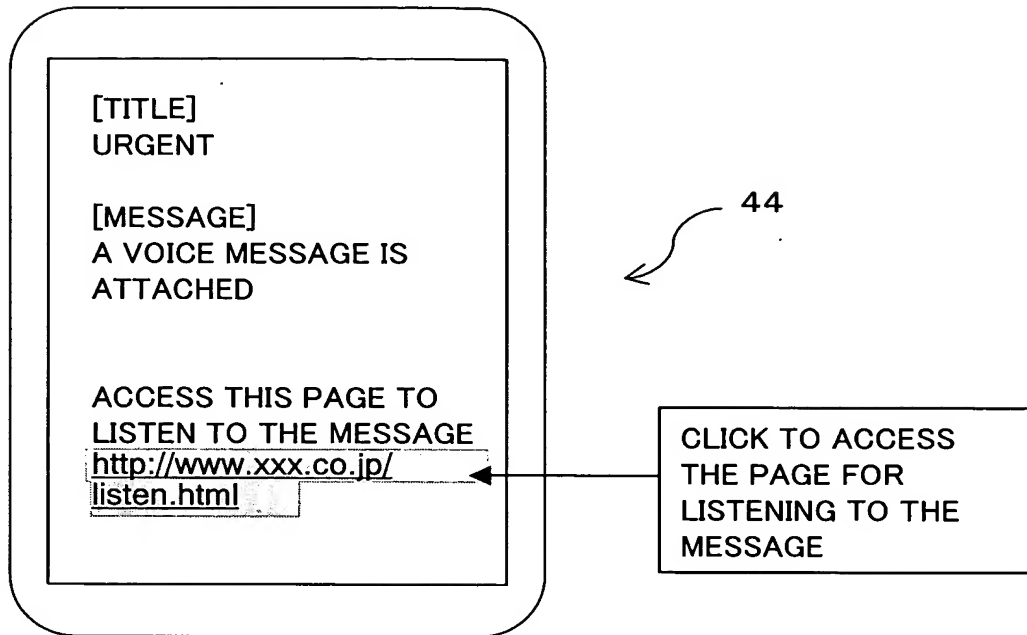 [TITLE]
URGENT
[MESSAGE]
A VOICE MESSAGE IS
ATTACHED
ACCESS THIS PAGE TO
LISTEN TO THE MESSAGE
http://www.xxx.co.jp/
listen.html
44
CLICK TO ACCESS
THE PAGE FOR
LISTENING TO THE
MESSAGE